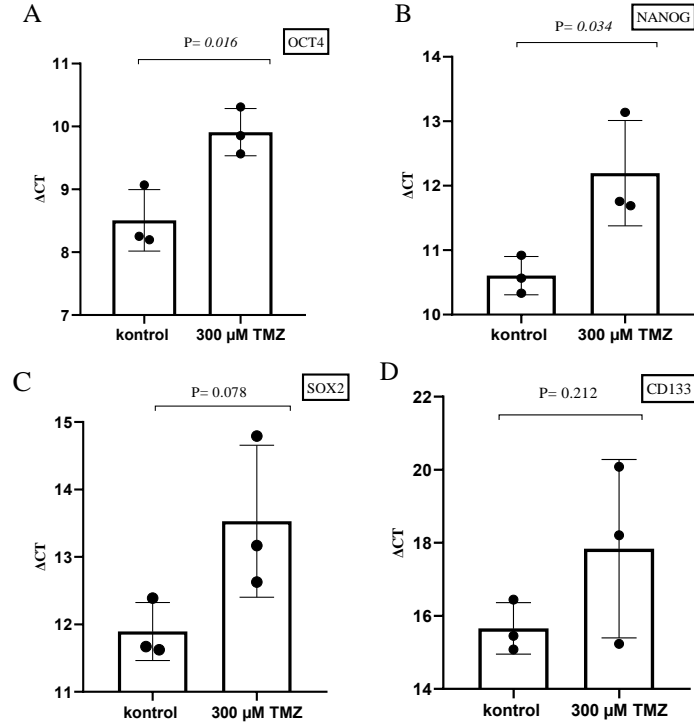 A
P= 0.016
OCT4
11
10
9
8
7
ΔCT
kontrol
300 µM TMZ
B
NANOG
P= 0.034
14
13
12
11
10
ΔCT
kontrol
300 µM TMZ
C
SOX2
P= 0.078
15
14
13
12
11
ΔCT
kontrol
300 µM TMZ
D
CD133
P= 0.212
22
20
18
16
14
ΔCT
kontrol
300 µM TMZ